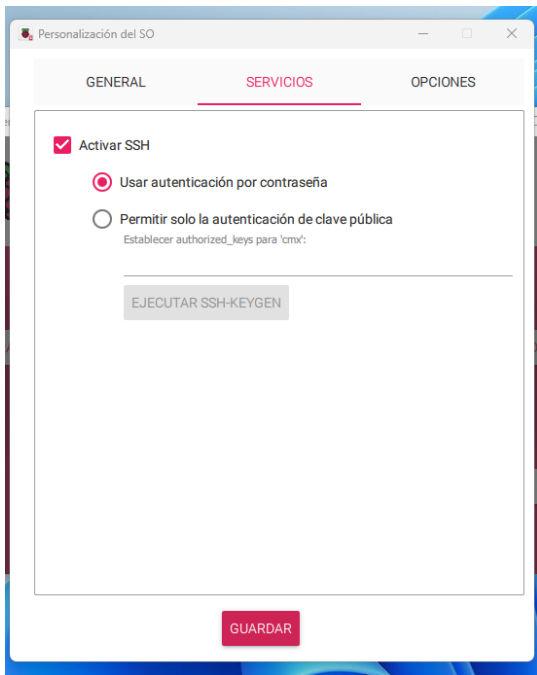 Personalización del SO
GENERAL
SERVICIOS
OPCIONES
Activar SSH
Usar autenticación por contraseña
Permitir solo la autenticación de clave pública
Establecer authorized_keys para 'cmx':
EJECUTAR SSH-KEYGEN
GUARDAR